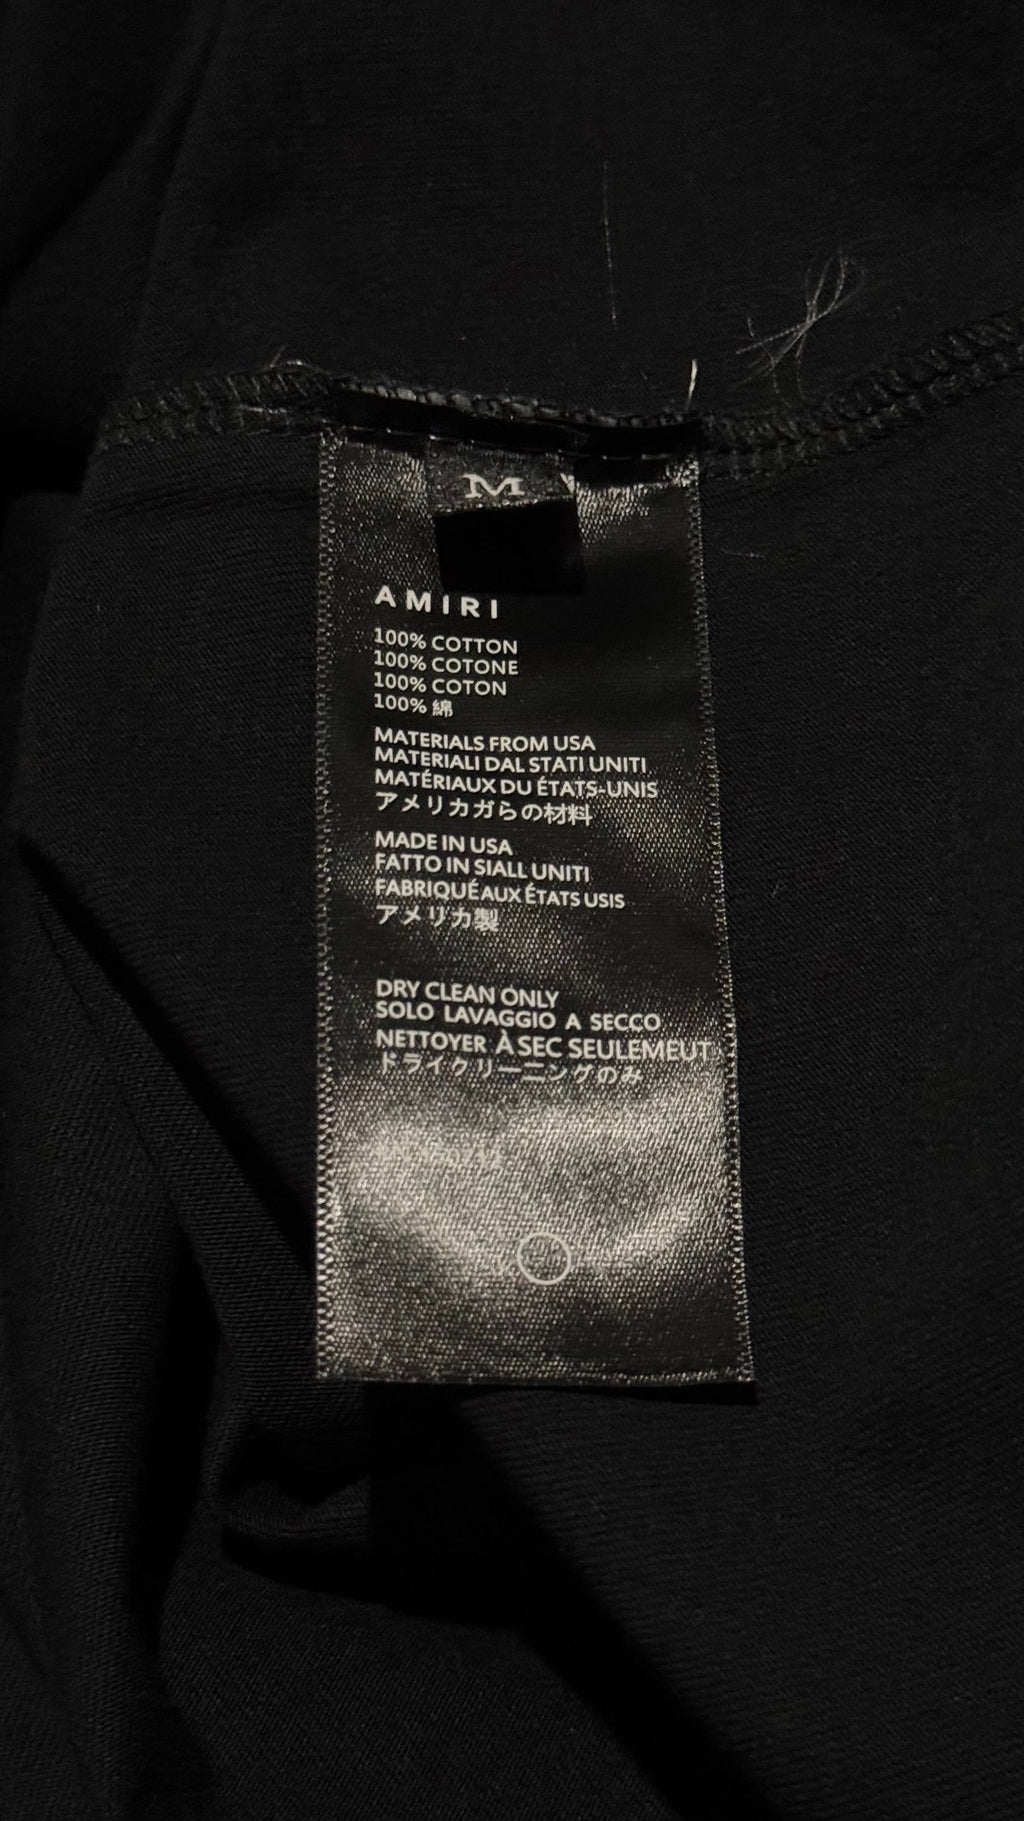 M
AMIRI
100% COTTON
100% COTONE
100% COTON
100% 綿
MATERIALS FROM USA
MATERIALI DAL STATI UNITI
MATÉRIAUX DU ÉTATS-UNIS
アメリカガらの材料
MADE IN USA
FATTO IN SIALL UNITI
FABRIQUÉ AUX ÉTATS USIS
アメリカ製
DRY CLEAN ONLY
SOLO LAVAGGIO A SECCO
NETTOYER À SEC SEULEMEUT
ドライクリーニングのみ